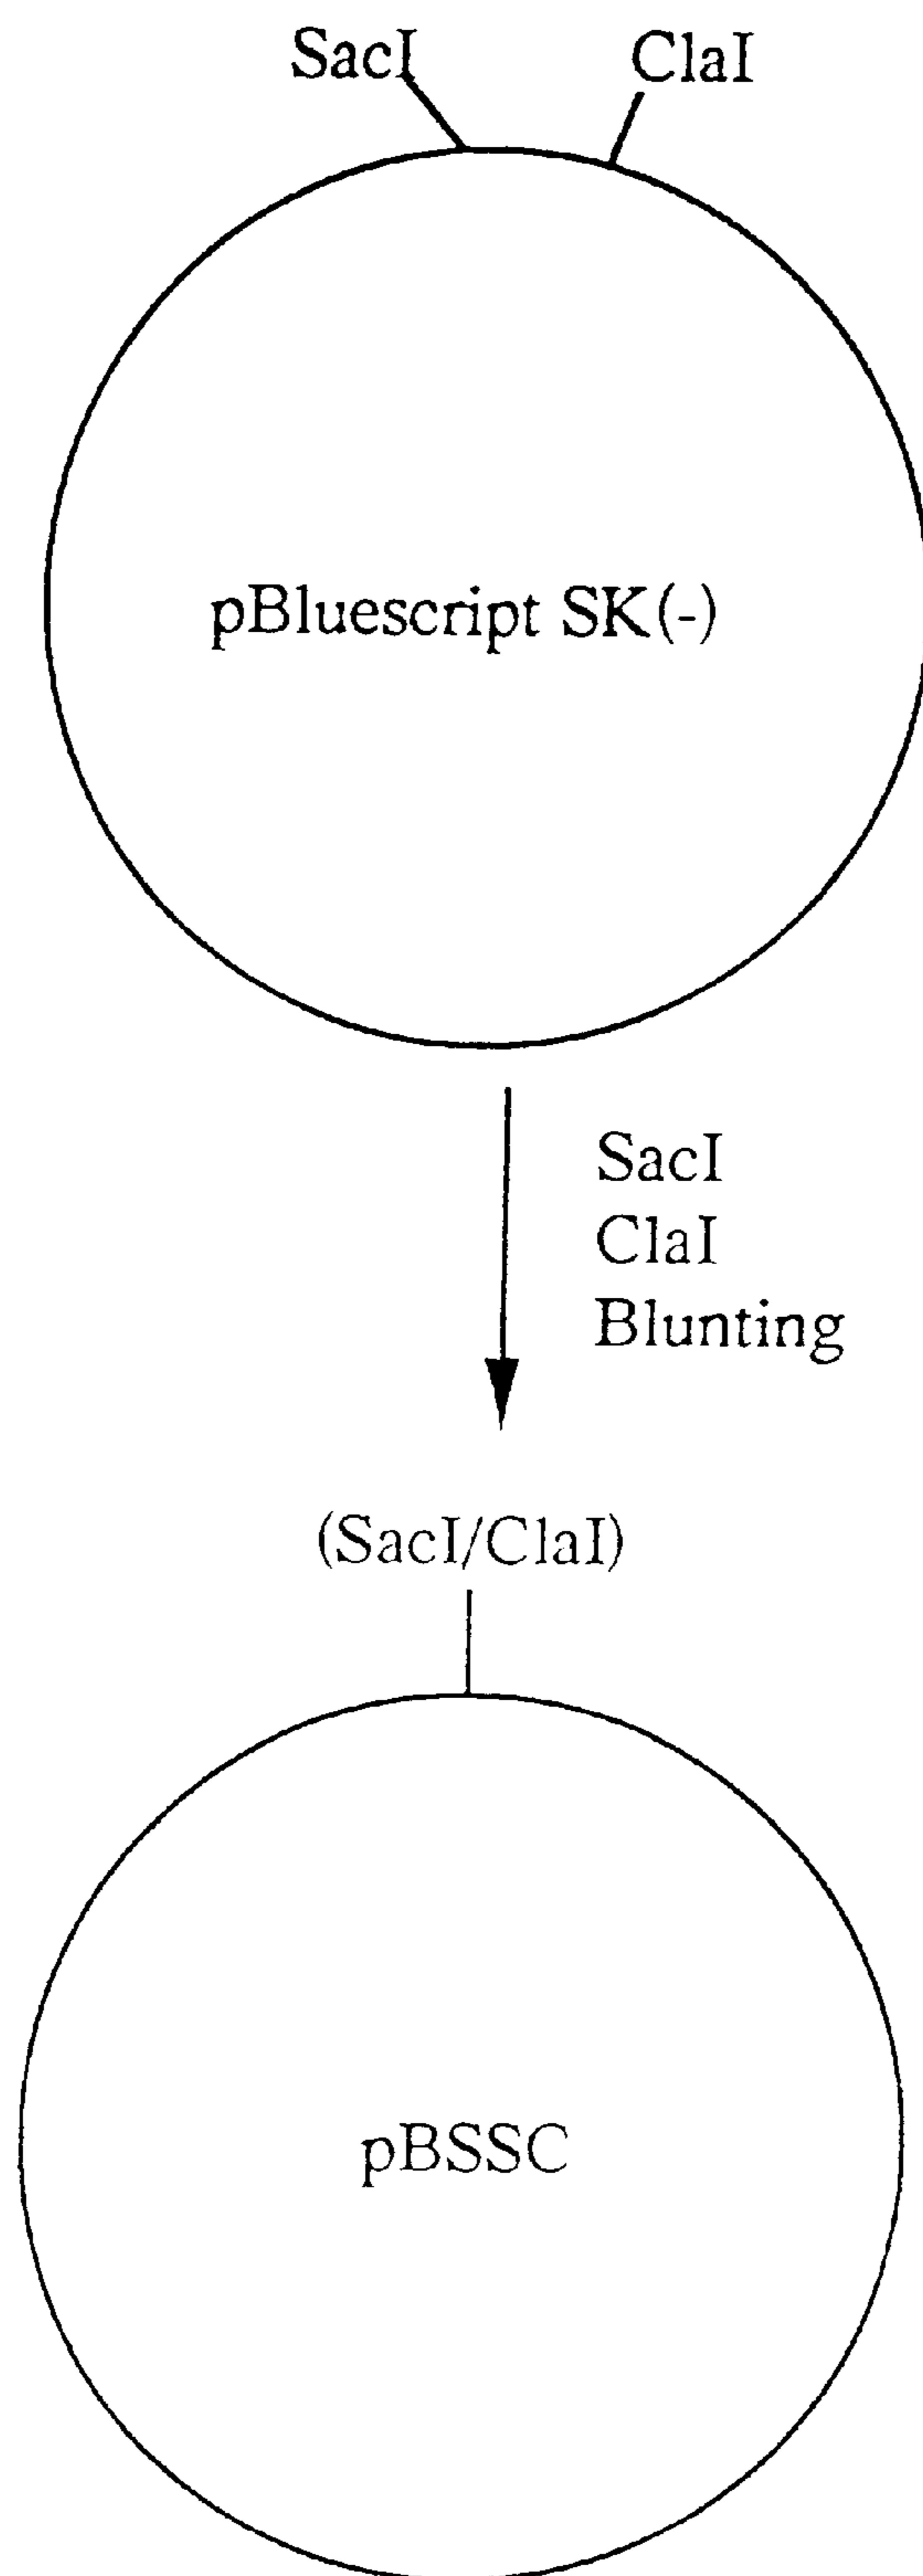 SacI ClaI
pBluescript SK(-)
SacI
ClaI
Blunting
(SacI/ClaI)
pBSSC